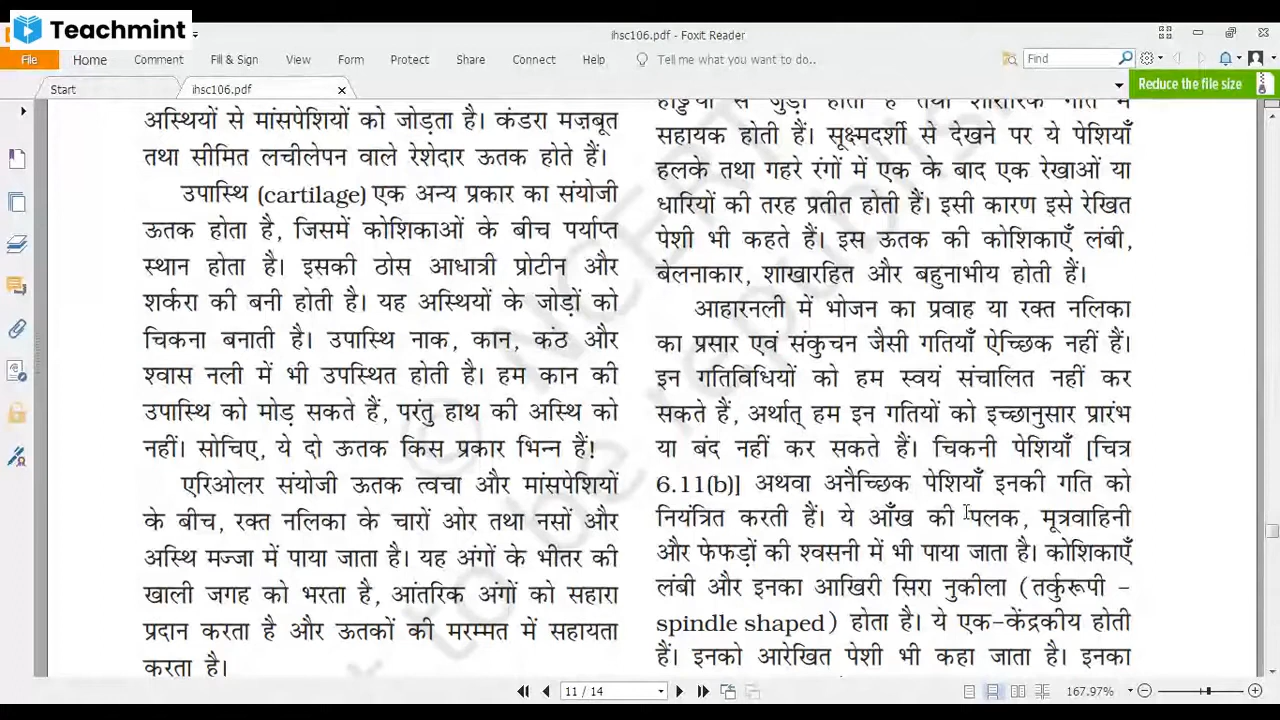 Teachmint
ihsc106.pdf - Foxit Reader
File Home Comment Fill & Sign View Form Protect Share Connect Help Tell me what you want to do.. Find
Start ihsc106.pdf
Reduce the file size
अस्थियों से मांसपेशियों को जोड़ता है। कंडरा मज़बूत
तथा सीमित लचीलेपन वाले रेशेदार ऊतक होते हैं।
उपास्थि (cartilage) एक अन्य प्रकार का संयोजी
ऊतक होता है, जिसमें कोशिकाओं के बीच पर्याप्त
स्थान होता है। इसकी ठोस आधात्री प्रोटीन और
शर्करा की बनी होती है। यह अस्थियों के जोड़ों को
चिकना बनाती है। उपास्थि नाक, कान, कंठ और
श्वास नली में भी उपस्थित होती है। हम कान की
उपास्थि को मोड़ सकते हैं, परंतु हाथ की अस्थि को
नहीं। सोचिए, ये दो ऊतक किस प्रकार भिन्न हैं!
एरिओलर संयोजी ऊतक त्वचा और मांसपेशियों
के बीच, रक्त नलिका के चारों ओर तथा नसों और
अस्थि मज्जा में पाया जाता है। यह अंगों के भीतर की
खाली जगह को भरता है, आंतरिक अंगों को सहारा
प्रदान करता है और ऊतकों की मरम्मत में सहायता
करता है।
हड्डियों से जुड़ी होती हैं तथा शारीरिक गति में
सहायक होती हैं। सूक्ष्मदर्शी से देखने पर ये पेशियाँ
हलके तथा गहरे रंगों में एक के बाद एक रेखाओं या
धारियों की तरह प्रतीत होती हैं। इसी कारण इसे रेखित
पेशी भी कहते हैं। इस ऊतक की कोशिकाएँ लंबी,
बेलनाकार, शाखारहित और बहुनाभीय होती हैं।
आहारनली में भोजन का प्रवाह या रक्त नलिका
का प्रसार एवं संकुचन जैसी गतियाँ ऐच्छिक नहीं हैं।
इन गतिविधियों को हम स्वयं संचालित नहीं कर
सकते हैं, अर्थात् हम इन गतियों को इच्छानुसार प्रारंभ
या बंद नहीं कर सकते हैं। चिकनी पेशियाँ [चित्र
6.11(b)] अथवा अनैच्छिक पेशियाँ इनकी गति को
नियंत्रित करती हैं। ये आँख की पलक, मूत्रवाहिनी
और फेफड़ों की श्वसनी में भी पाया जाता है। कोशिकाएँ
लंबी और इनका आखिरी सिरा नुकीला (तर्कुरूपी –
spindle shaped) होता है। ये एक-केंद्रकीय होती
हैं। इनको आरेखित पेशी भी कहा जाता है। इनका
11 / 14 167.97%